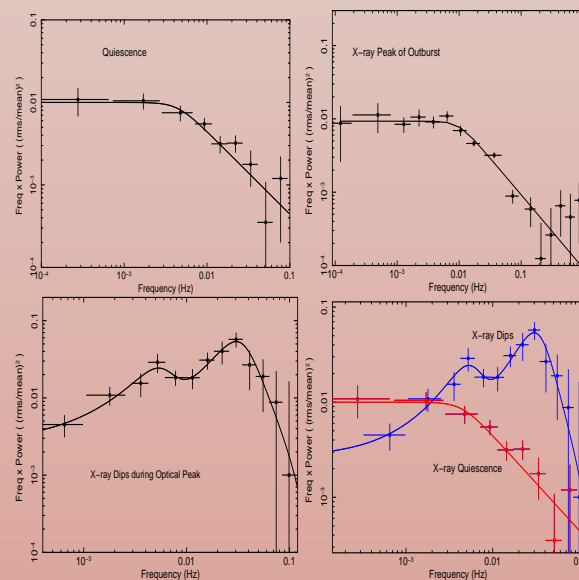 Quiescence
Freq x Power ( (rms/mean)² )
0.1
0.01
10⁻³
10⁻⁴
10⁻⁴ 10⁻³ 0.01 0.1
Frequency (Hz)
X-ray Peak of Outburst
Freq x Power ( (rms/mean)² )
0.1
0.01
10⁻³
10⁻⁴
10⁻⁴ 10⁻³ 0.01 0.1
Frequency (Hz)
X-ray Dips during Optical Peak
Freq x Power ( (rms/mean)² )
0.1
0.01
10⁻³
10⁻⁴
10⁻³ 0.01 0.1
Frequency (Hz)
X-ray Dips
X-ray Quiescence
Freq x Power ( (rms/mean)² )
0.1
0.01
10⁻³
10⁻³ 0.01
Frequency (Hz)